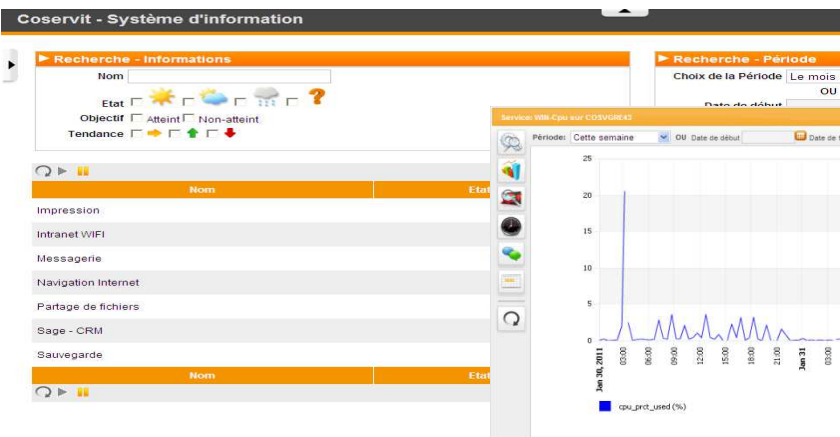 Coservit - Système d'information
Recherche - Informations
Nom
Etat
Objectif Atteint Non-atteint
Tendance
Recherche - Période
Choix de la Période Le mois
OU
Date de début
Nom Etat
Impression
Intranet WIFI
Messagerie
Navigation Internet
Partage de fichiers
Sage - CRM
Sauvegarde
Nom Etat
Service: WIN-Cpu sur COSVGRE42
Période: Cette semaine OU Date de début Date de
25
20
15
10
5
0
Jan 30, 2011
03:00
06:00
09:00
12:00
15:00
18:00
21:00
Jan 31
03:00
cpu_prct_used (%)